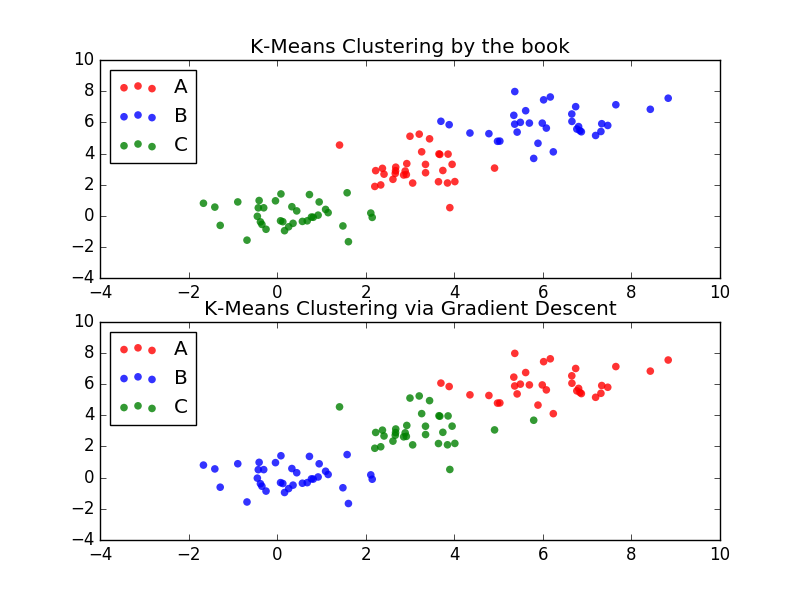 K-Means Clustering by the book
10
8
6
4
2
0
−2
−4
A
B
C
−4 −2 0 2 4 6 8 10
K-Means Clustering via Gradient Descent
10
8
6
4
2
0
−2
−4
A
B
C
−4 −2 0 2 4 6 8 10